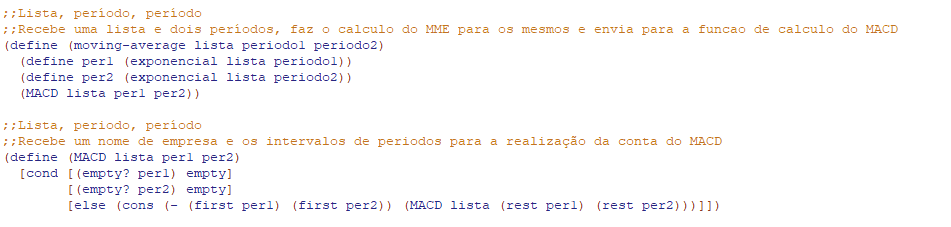 ;;Lista, período, período
;;Recebe uma lista e dois períodos, faz o calculo do MME para os mesmos e envia para a funcao de calculo do MACD
(define (moving-average lista periodo1 periodo2)
  (define per1 (exponencial lista periodo1))
  (define per2 (exponencial lista periodo2))
  (MACD lista per1 per2))
;;Lista, periodo, período
;;Recebe um nome de empresa e os intervalos de periodos para a realização da conta do MACD
(define (MACD lista per1 per2)
  [cond [(empty? per1) empty]
        [(empty? per2) empty]
        [else (cons (- (first per1) (first per2)) (MACD lista (rest per1) (rest per2)))]])